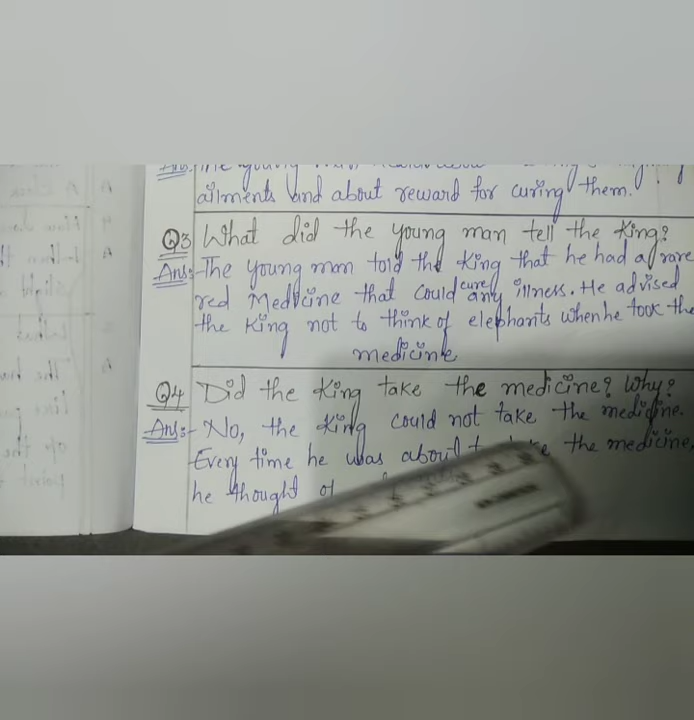 Ans:
ailments and about reward for curing them.
Q3 What did the young man tell the King?
Ans:- The young man told the King that he had a rare
red Medicine that could cure any illness. He advised
the King not to think of elephants when he took the
medicine
Q4 Did the King take the medicine? Why?
Ans:- No, the King could not take the medicine.
Every time he was about the medicine,
he thought of